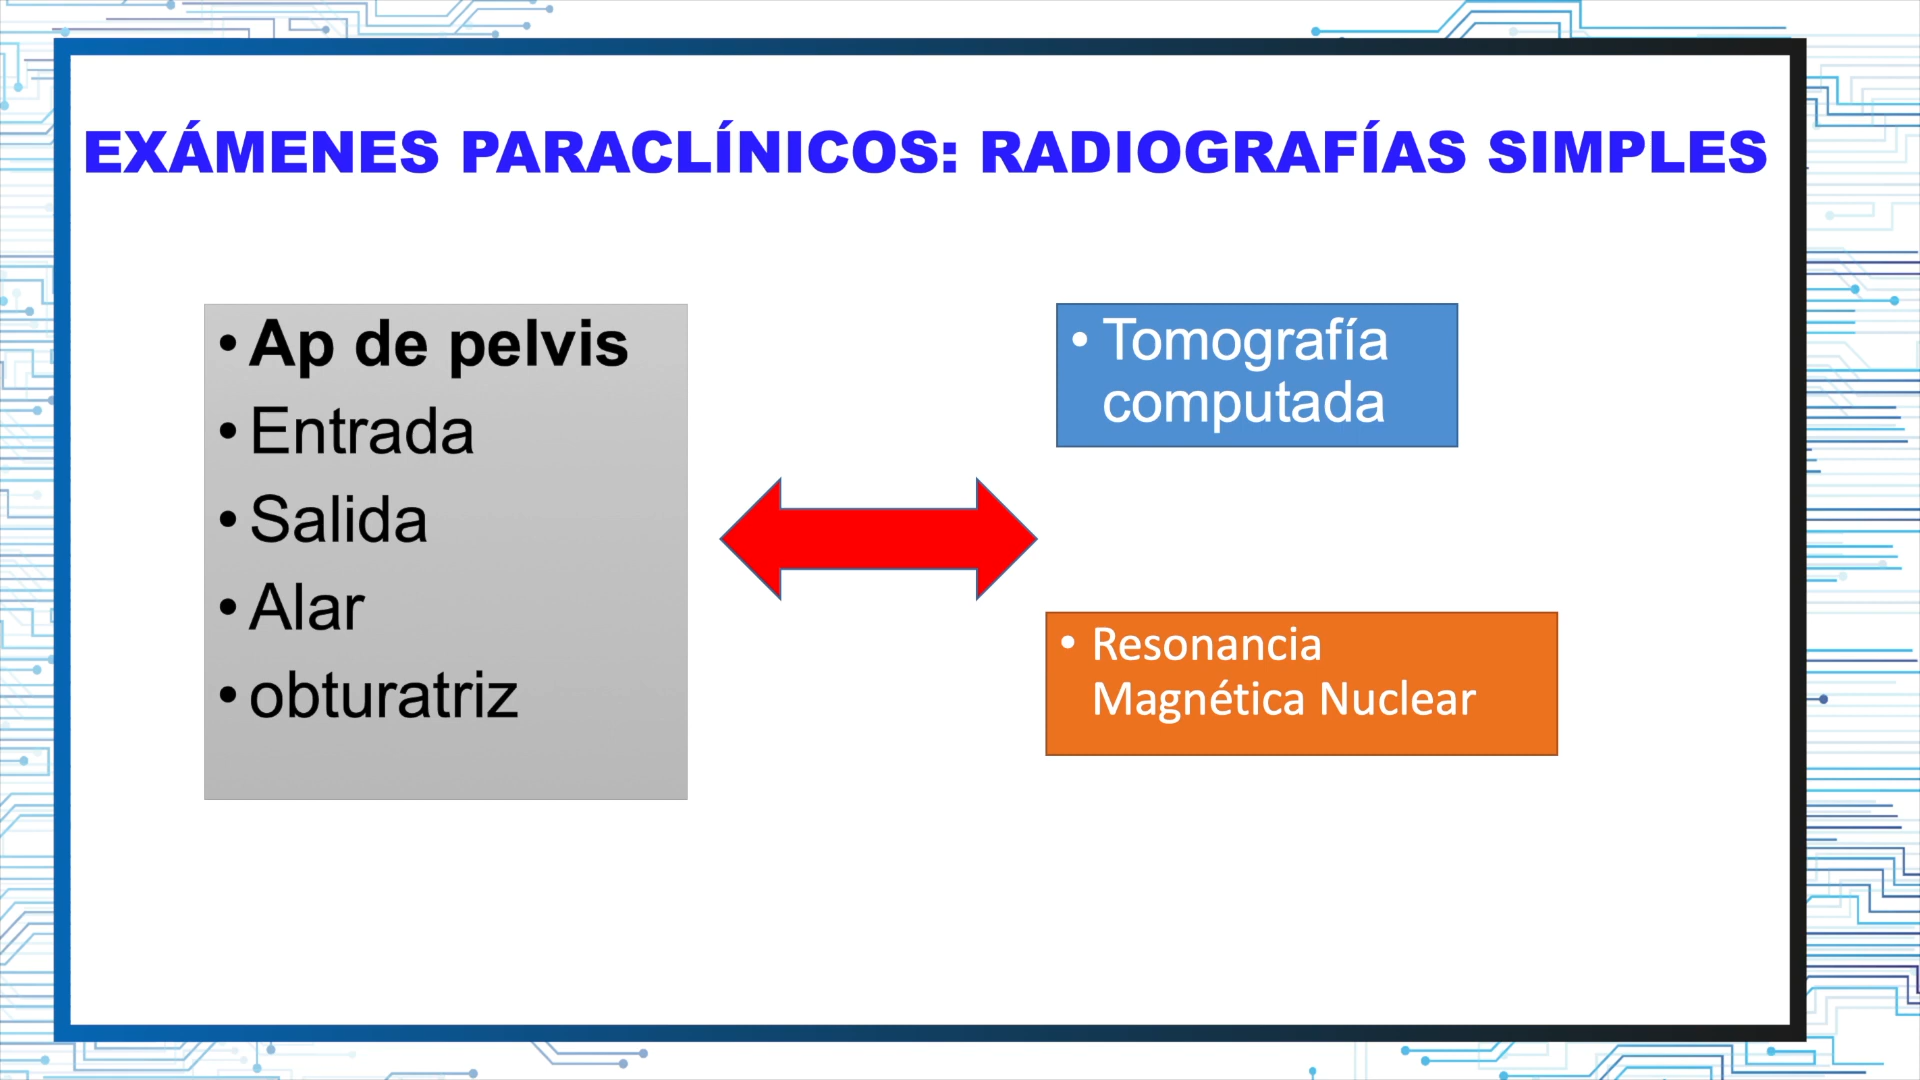 EXÁMENES PARACLÍNICOS: RADIOGRAFÍAS SIMPLES
• Ap de pelvis
• Entrada
• Salida
• Alar
• obturatriz
• Tomografía
computada
• Resonancia
Magnética Nuclear